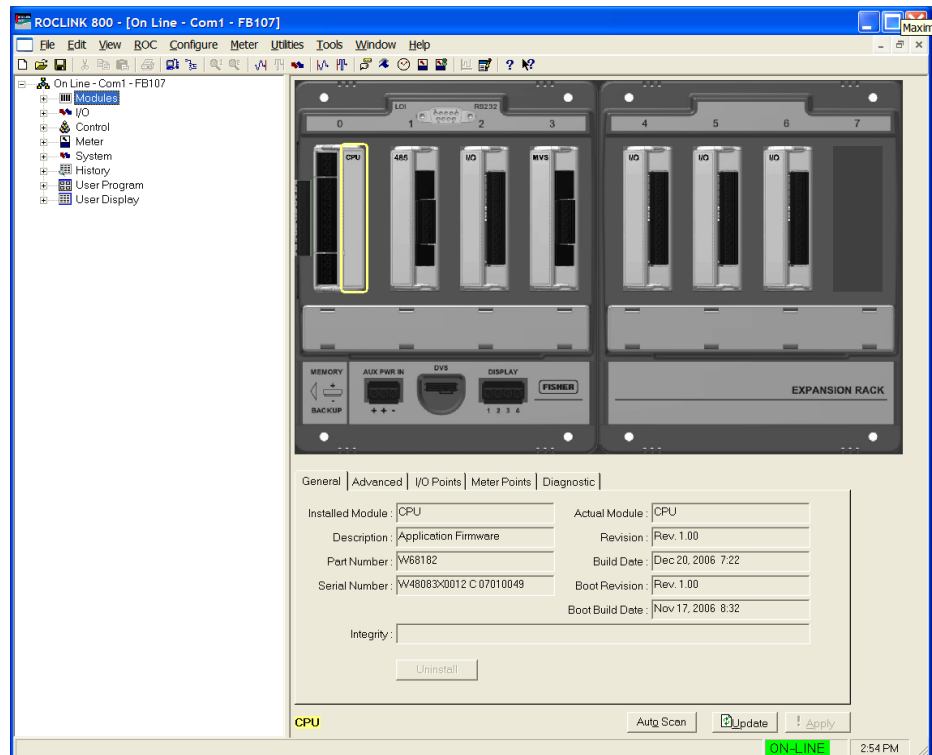 ROCLINK 800 - [On Line - Com1 - FB107]
Maxim
File Edit View ROC Configure Meter Utilities Tools Window Help
On Line - Com1 - FB107
Modules
I/O
Control
Meter
System
History
User Program
User Display
LOI RS232
0 1 2 3 4 5 6 7
CPU 485 I/O MVS I/O I/O I/O
MEMORY AUX PWR IN DVS DISPLAY
FISHER
EXPANSION RACK
BACKUP + + - 1 2 3 4
General Advanced I/O Points Meter Points Diagnostic
Installed Module : CPU Actual Module : CPU
Description : Application Firmware Revision : Rev. 1.00
Part Number : W68182 Build Date : Dec 20, 2006 7:22
Serial Number : W48083X0012 C 07010049 Boot Revision : Rev. 1.00
Boot Build Date : Nov 17, 2006 8:32
Integrity :
Uninstall
CPU Auto Scan Update ! Apply
ON-LINE 2:54 PM